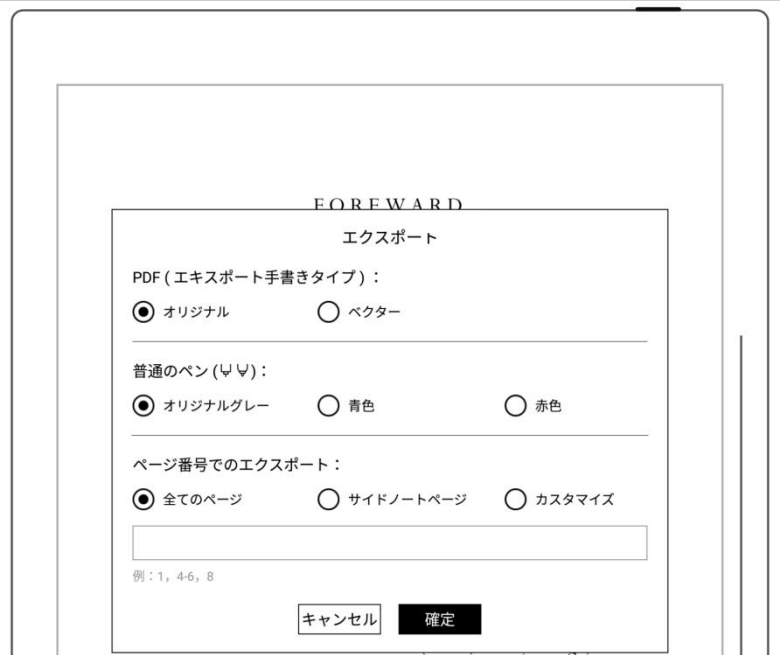 FOREWARD
エクスポート
PDF ( エキスポート手書きタイプ ) ：
オリジナル ベクター
普通のペン ( )：
オリジナルグレー 青色 赤色
ページ番号でのエクスポート：
全てのページ サイドノートページ カスタマイズ
例：1，4-6，8
キャンセル 確定